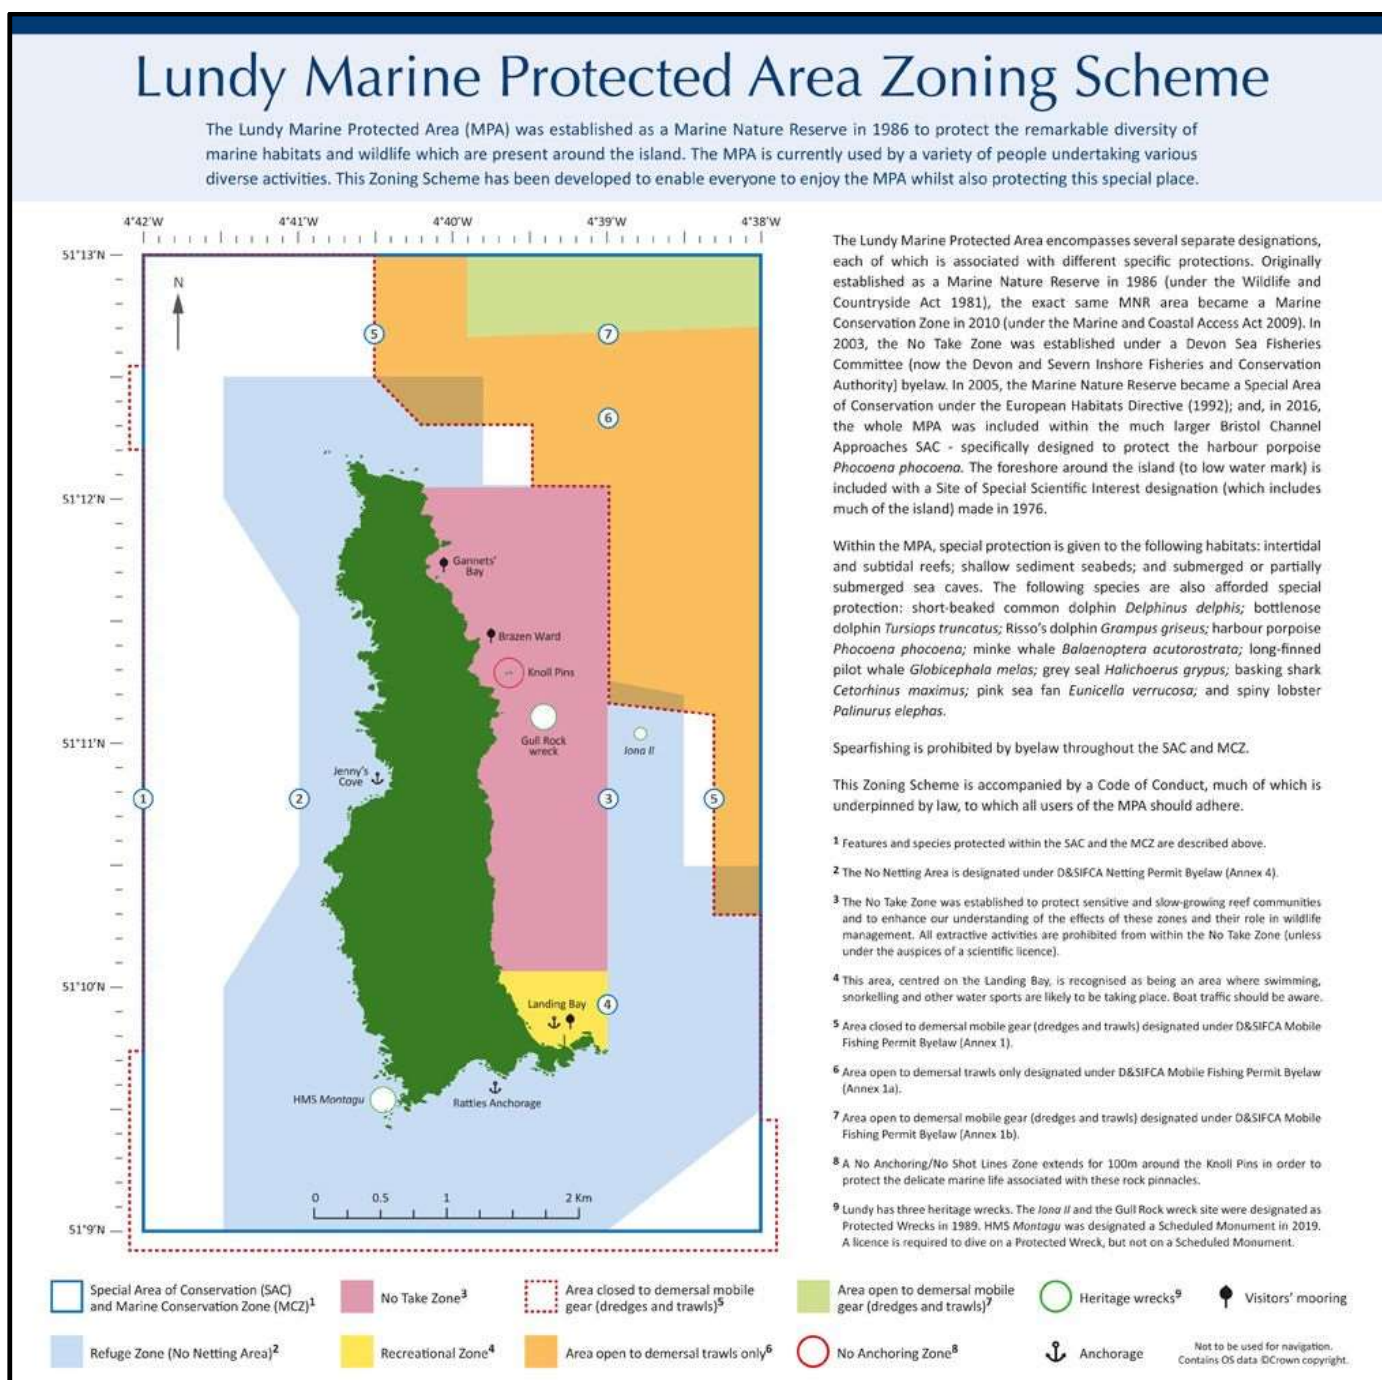 Lundy Marine Protected Area Zoning Scheme
The Lundy Marine Protected Area (MPA) was established as a Marine Nature Reserve in 1986 to protect the remarkable diversity of
marine habitats and wildlife which are present around the island. The MPA is currently used by a variety of people undertaking various
diverse activities. This Zoning Scheme has been developed to enable everyone to enjoy the MPA whilst also protecting this special place.
4°42'W
4°41'W
4°40'W
4°39'W
4°38'W
51°13'N
N
5
7
6
51°12'N
Gannets'
Bay
Brazen Ward
Knoll Pins
Gull Rock
wreck
Iona II
51°11'N
Jenny's
Cove
1
2
3
5
51°10'N
Landing Bay
4
HMS Montagu
Rattles Anchorage
0
0.5
1
2 Km
51°9'N
The Lundy Marine Protected Area encompasses several separate designations,
each of which is associated with different specific protections. Originally
established as a Marine Nature Reserve in 1986 (under the Wildlife and
Countryside Act 1981), the exact same MNR area became a Marine
Conservation Zone in 2010 (under the Marine and Coastal Access Act 2009). In
2003, the No Take Zone was established under a Devon Sea Fisheries
Committee (now the Devon and Severn Inshore Fisheries and Conservation
Authority) byelaw. In 2005, the Marine Nature Reserve became a Special Area
of Conservation under the European Habitats Directive (1992); and, in 2016,
the whole MPA was included within the much larger Bristol Channel
Approaches SAC - specifically designed to protect the harbour porpoise
Phocoena phocoena. The foreshore around the island (to low water mark) is
included with a Site of Special Scientific Interest designation (which includes
much of the island) made in 1976.
Within the MPA, special protection is given to the following habitats: intertidal
and subtidal reefs; shallow sediment seabeds; and submerged or partially
submerged sea caves. The following species are also afforded special
protection: short-beaked common dolphin Delphinus delphis; bottlenose
dolphin Tursiops truncatus; Risso's dolphin Grampus griseus; harbour porpoise
Phocoena phocoena; minke whale Balaenoptera acutorostrata; long-finned
pilot whale Globicephala melas; grey seal Halichoerus grypus; basking shark
Cetorhinus maximus; pink sea fan Eunicella verrucosa; and spiny lobster
Palinurus elephas.
Spearfishing is prohibited by byelaw throughout the SAC and MCZ.
This Zoning Scheme is accompanied by a Code of Conduct, much of which is
underpinned by law, to which all users of the MPA should adhere.
1 Features and species protected within the SAC and the MCZ are described above.
2 The No Netting Area is designated under D&SIFCA Netting Permit Byelaw (Annex 4).
3 The No Take Zone was established to protect sensitive and slow-growing reef communities
and to enhance our understanding of the effects of these zones and their role in wildlife
management. All extractive activities are prohibited from within the No Take Zone (unless
under the auspices of a scientific licence).
4 This area, centred on the Landing Bay, is recognised as being an area where swimming,
snorkelling and other water sports are likely to be taking place. Boat traffic should be aware.
5 Area closed to demersal mobile gear (dredges and trawls) designated under D&SIFCA Mobile
Fishing Permit Byelaw (Annex 1).
6 Area open to demersal trawls only designated under D&SIFCA Mobile Fishing Permit Byelaw
(Annex 1a).
7 Area open to demersal mobile gear (dredges and trawls) designated under D&SIFCA Mobile
Fishing Permit Byelaw (Annex 1b).
8 A No Anchoring/No Shot Lines Zone extends for 100m around the Knoll Pins in order to
protect the delicate marine life associated with these rock pinnacles.
9 Lundy has three heritage wrecks. The Iona II and the Gull Rock wreck site were designated as
Protected Wrecks in 1989. HMS Montagu was designated a Scheduled Monument in 2019.
A licence is required to dive on a Protected Wreck, but not on a Scheduled Monument.
Special Area of Conservation (SAC)
and Marine Conservation Zone (MCZ)1
No Take Zone3
Area closed to demersal mobile
gear (dredges and trawls)5
Area open to demersal mobile
gear (dredges and trawls)7
Heritage wrecks9
Visitors' mooring
Refuge Zone (No Netting Area)2
Recreational Zone4
Area open to demersal trawls only6
No Anchoring Zone8
Anchorage
Not to be used for navigation.
Contains OS data ©Crown copyright.